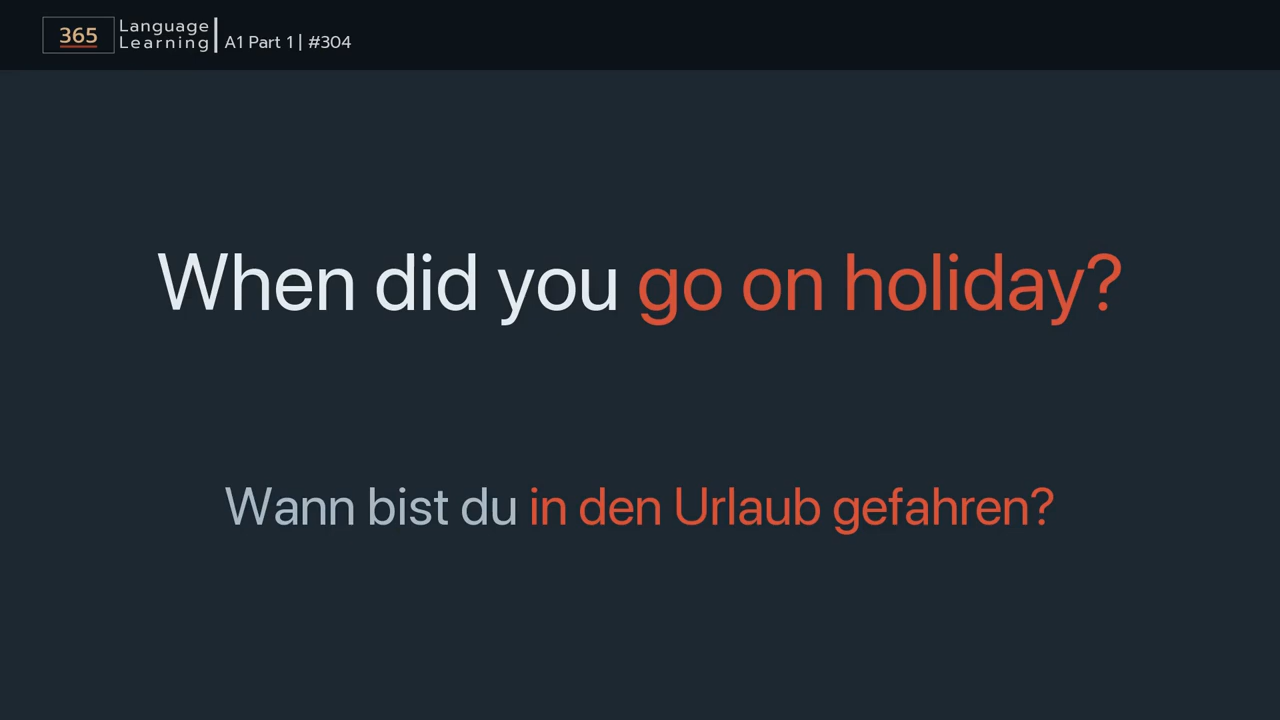 365 Language Learning | A1 Part 1 | #304
When did you go on holiday?
Wann bist du in den Urlaub gefahren?